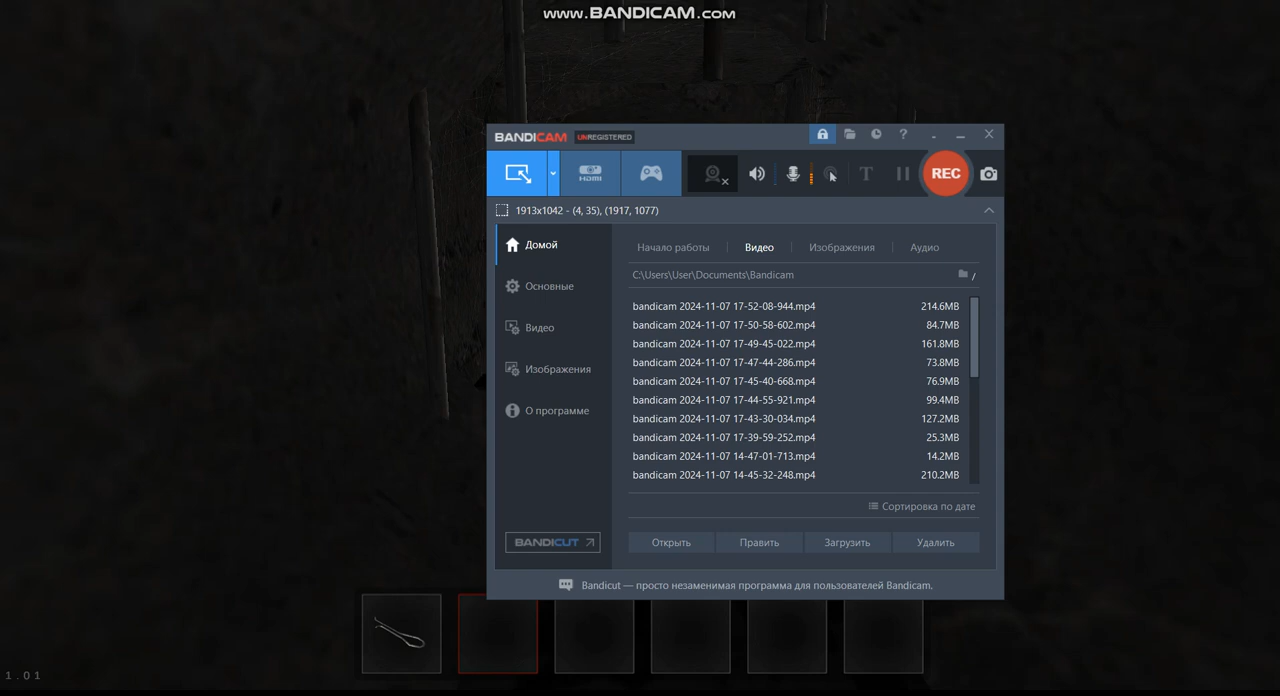 www.BANDICAM.com
BANDICAM UNREGISTERED
HDMI T REC
1913x1042 - (4, 35), (1917, 1077)
Домой
Основные
Видео
Изображения
О программе
BANDICUT
Начало работы Видео Изображения Аудио
C:\Users\User\Documents\Bandicam
bandicam 2024-11-07 17-52-08-944.mp4 214.6MB
bandicam 2024-11-07 17-50-58-602.mp4 84.7MB
bandicam 2024-11-07 17-49-45-022.mp4 161.8MB
bandicam 2024-11-07 17-47-44-286.mp4 73.8MB
bandicam 2024-11-07 17-45-40-668.mp4 76.9MB
bandicam 2024-11-07 17-44-55-921.mp4 99.4MB
bandicam 2024-11-07 17-43-30-034.mp4 127.2MB
bandicam 2024-11-07 17-39-59-252.mp4 25.3MB
bandicam 2024-11-07 14-47-01-713.mp4 14.2MB
bandicam 2024-11-07 14-45-32-248.mp4 210.2MB
Сортировка по дате
Открыть Править Загрузить Удалить
Bandicut — просто незаменимая программа для пользователей Bandicam.
1.01